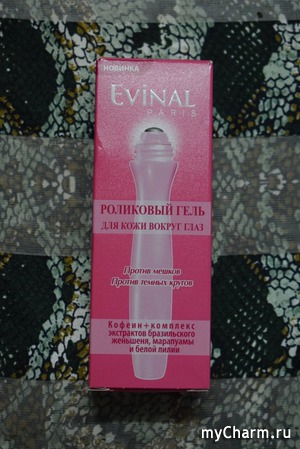 НОВИНКА
EVINAL
PARIS
РОЛИКОВЫЙ ГЕЛЬ
ДЛЯ КОЖИ ВОКРУГ ГЛАЗ
Против мешков
Против темных кругов
Кофеин+комплекс
экстрактов бразильского
женьшеня, марапуамы
и белой лилии
myCharm.ru